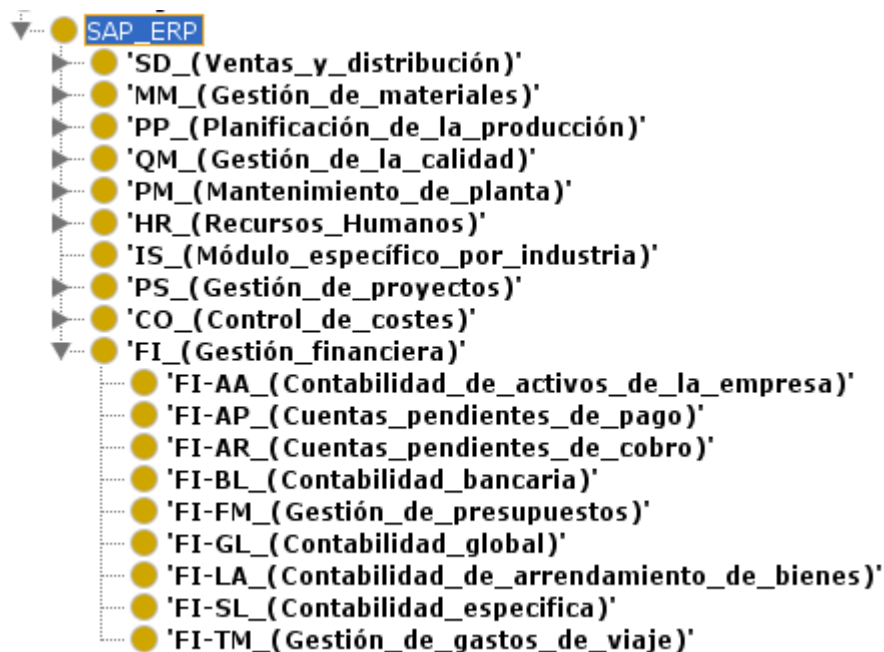 SAP_ERP
'SD_(Ventas_y_distribución)'
'MM_(Gestión_de_materiales)'
'PP_(Planificación_de_la_producción)'
'QM_(Gestión_de_la_calidad)'
'PM_(Mantenimiento_de_planta)'
'HR_(Recursos_Humanos)'
'IS_(Módulo_específico_por_industria)'
'PS_(Gestión_de_proyectos)'
'CO_(Control_de_costes)'
'FI_(Gestión_financiera)'
'FI-AA_(Contabilidad_de_activos_de_la_empresa)'
'FI-AP_(Cuentas_pendientes_de_pago)'
'FI-AR_(Cuentas_pendientes_de_cobro)'
'FI-BL_(Contabilidad_bancaria)'
'FI-FM_(Gestión_de_presupuestos)'
'FI-GL_(Contabilidad_global)'
'FI-LA_(Contabilidad_de_arrendamiento_de_bienes)'
'FI-SL_(Contabilidad_especifica)'
'FI-TM_(Gestión_de_gastos_de_viaje)'